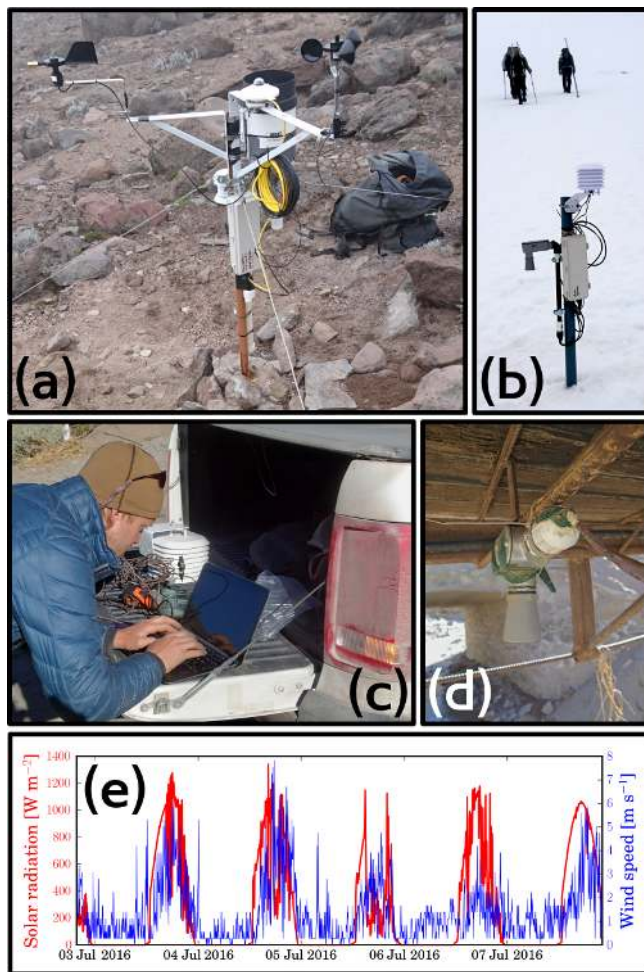 (a)
(b)
(c)
(d)
(e)
Solar radiation [W m⁻²]
1400
1200
1000
800
600
400
200
0
03 Jul 2016
04 Jul 2016
05 Jul 2016
06 Jul 2016
07 Jul 2016
8
7
6
5
4
3
2
1
0
Wind speed [m s⁻¹]